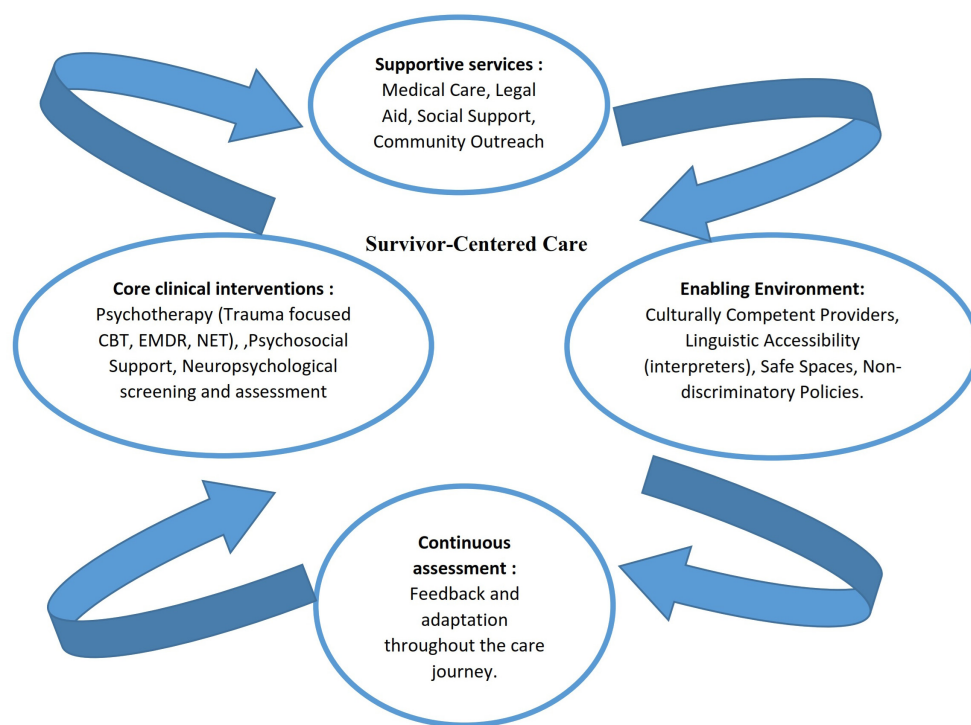 Supportive services :
Medical Care, Legal
Aid, Social Support,
Community Outreach
Survivor-Centered Care
Core clinical interventions :
Psychotherapy (Trauma focused
CBT, EMDR, NET), ,Psychosocial
Support, Neuropsychological
screening and assessment
Enabling Environment:
Culturally Competent Providers,
Linguistic Accessibility
(interpreters), Safe Spaces, Non-
discriminatory Policies.
Continuous
assessment :
Feedback and
adaptation
throughout the care
journey.